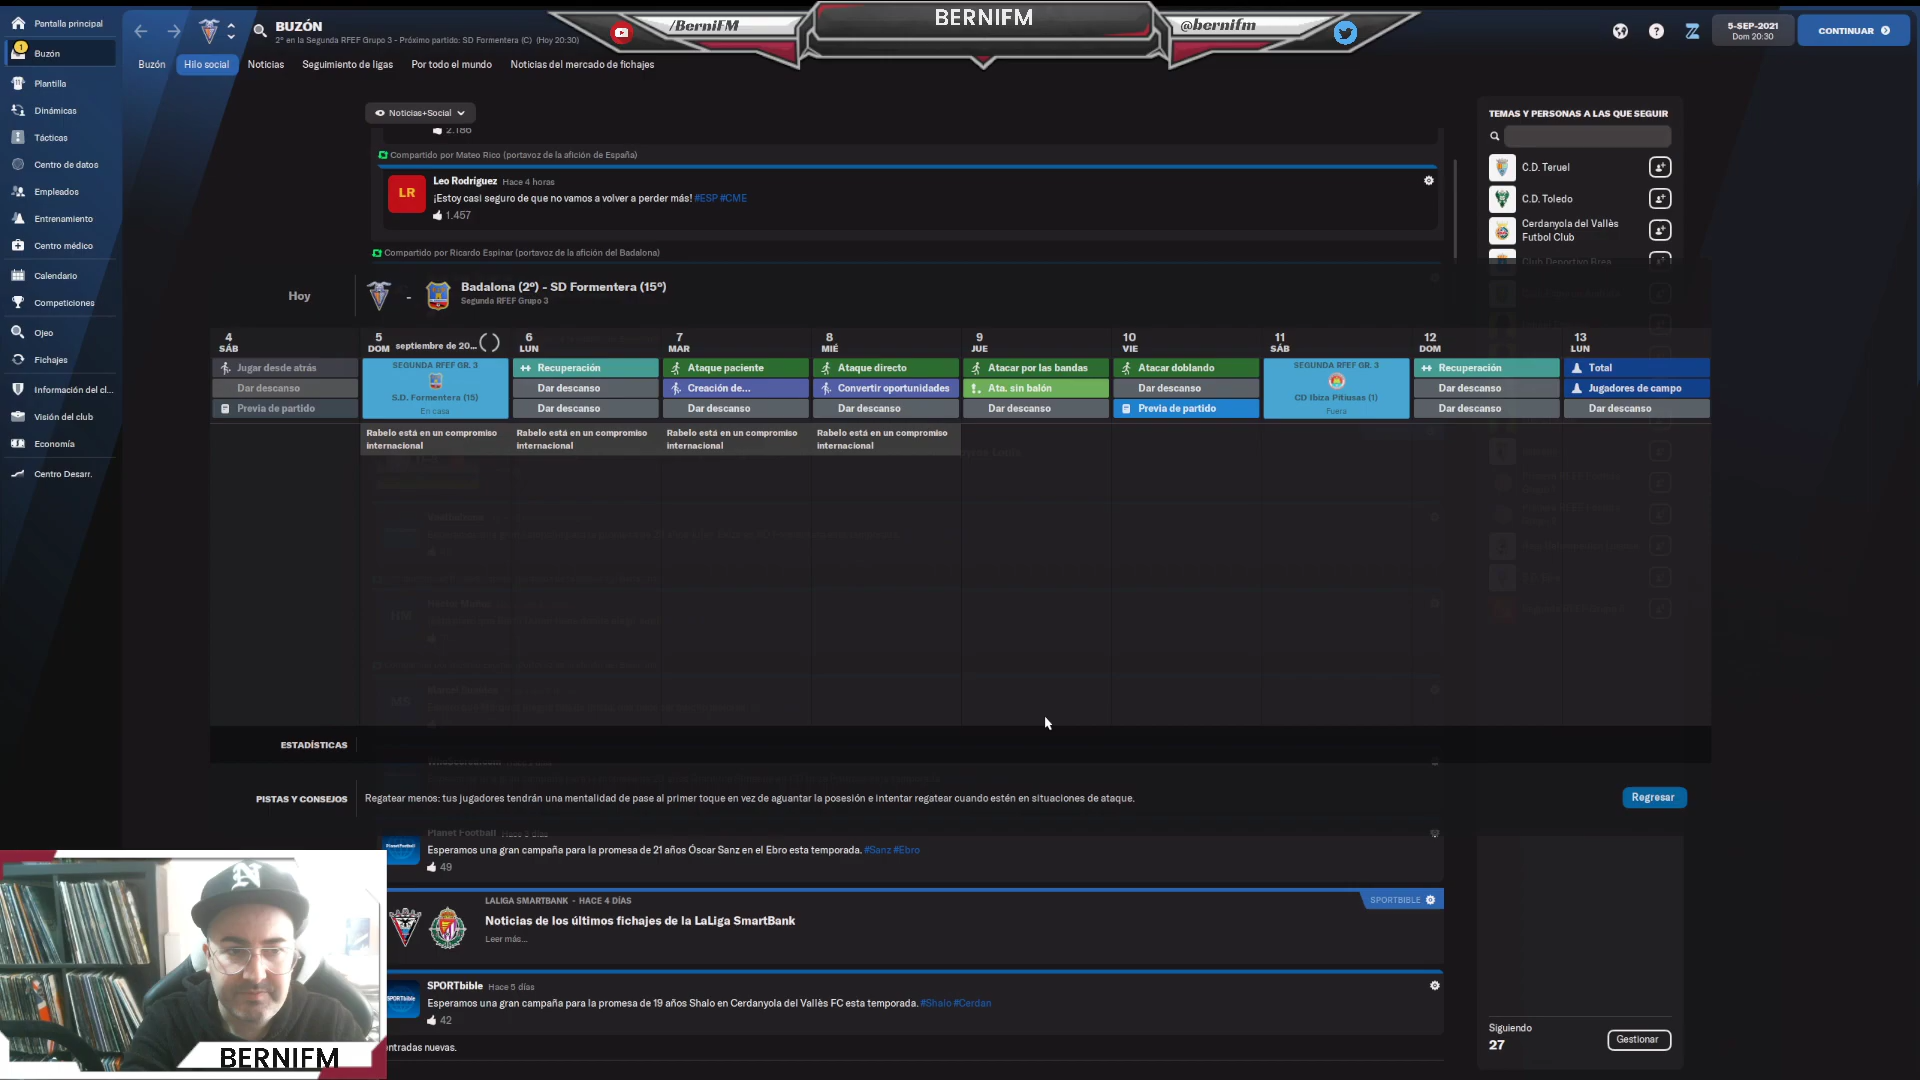 Pantalla principal
1
Buzón
Plantilla
Dinámicas
Tácticas
Centro de datos
Empleados
Entrenamiento
Centro médico
Calendario
Competiciones
Ojeo
Fichajes
Información del cl...
Visión del club
Economía
Centro Desarr.
BUZÓN
2º en la Segunda RFEF Grupo 3 - Próximo partido: SD Formentera (C) (Hoy 20:30)
/BerniFM
BERNIFM
@bernifm
5-SEP-2021
Dom 20:30
CONTINUAR
Buzón
Hilo social
Noticias
Seguimiento de ligas
Por todo el mundo
Noticias del mercado de fichajes
Noticias+Social
2.186
Compartido por Mateo Rico (portavoz de la afición de España)
LR
Leo Rodríguez Hace 4 horas
¡Estoy casi seguro de que no vamos a volver a perder más! #ESP #CME
1.457
Compartido por Ricardo Espinar (portavoz de la afición del Badalona)
TEMAS Y PERSONAS A LAS QUE SEGUIR
C.D. Teruel
C.D. Toledo
Cerdanyola del Vallès
Futbol Club
Club Deportivo Brea
Hoy
-
Badalona (2º) - SD Formentera (15º)
Segunda RFEF Grupo 3
4
SÁB
5
DOM
septiembre de 20...
6
LUN
7
MAR
8
MIÉ
9
JUE
10
VIE
11
SÁB
12
DOM
13
LUN
Jugar desde atrás
Dar descanso
Previa de partido
SEGUNDA RFEF GR. 3
S.D. Formentera (15)
En casa
Recuperación
Dar descanso
Dar descanso
Ataque paciente
Creación de...
Dar descanso
Ataque directo
Convertir oportunidades
Dar descanso
Atacar por las bandas
Ata. sin balón
Dar descanso
Atacar doblando
Dar descanso
Previa de partido
SEGUNDA RFEF GR. 3
CD Ibiza Pitiusas (1)
Fuera
Recuperación
Dar descanso
Dar descanso
Total
Jugadores de campo
Dar descanso
Rabelo está en un compromiso
internacional
Rabelo está en un compromiso
internacional
Rabelo está en un compromiso
internacional
Rabelo está en un compromiso
internacional
ESTADÍSTICAS
PISTAS Y CONSEJOS
Regatear menos: tus jugadores tendrán una mentalidad de pase al primer toque en vez de aguantar la posesión e intentar regatear cuando estén en situaciones de ataque.
Regresar
Planet Football Hace 2 días
Esperamos una gran campaña para la promesa de 21 años Óscar Sanz en el Ebro esta temporada. #Sanz #Ebro
49
LALIGA SMARTBANK - HACE 4 DÍAS
SPORTBIBLE
Noticias de los últimos fichajes de la LaLiga SmartBank
Leer más...
SPORTbible Hace 5 días
Esperamos una gran campaña para la promesa de 19 años Shalo en Cerdanyola del Vallès FC esta temporada. #Shalo #Cerdan
42
ntradas nuevas.
Siguiendo
27
Gestionar
BERNIFM